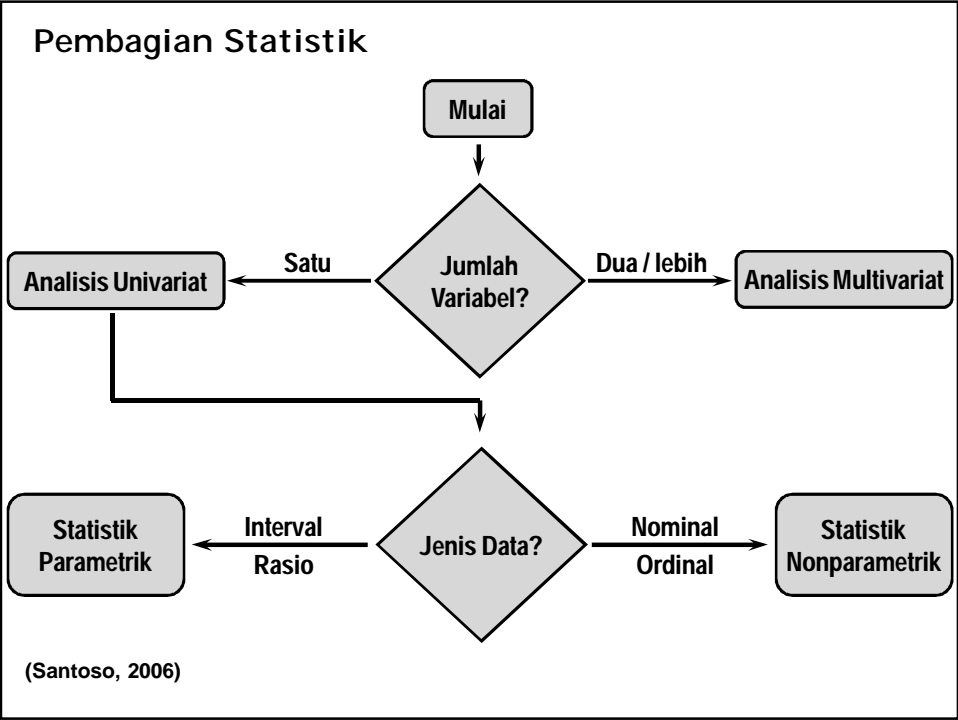 Pembagian Statistik
Mulai
Satu
Jumlah
Variabel?
Dua / lebih
Analisis Univariat
Analisis Multivariat
Statistik
Parametrik
Interval
Rasio
Jenis Data?
Nominal
Ordinal
Statistik
Nonparametrik
(Santoso, 2006)